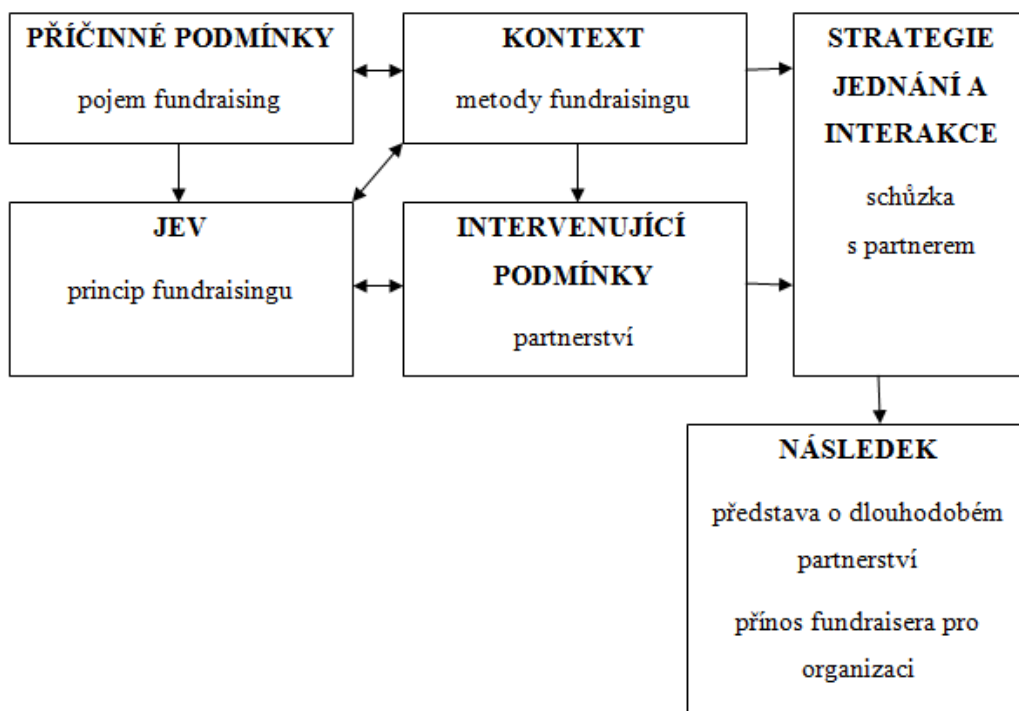 PŘÍČINNÉ PODMÍNKY
pojem fundraising
KONTEXT
metody fundraisingu
STRATEGIE
JEDNÁNÍ A
INTERAKCE
schůzka
s partnerem
JEV
princip fundraisingu
INTERVENUJÍCÍ
PODMÍNKY
partnerství
NÁSLEDEK
představa o dlouhodobém
partnerství
přínos fundraisera pro
organizaci